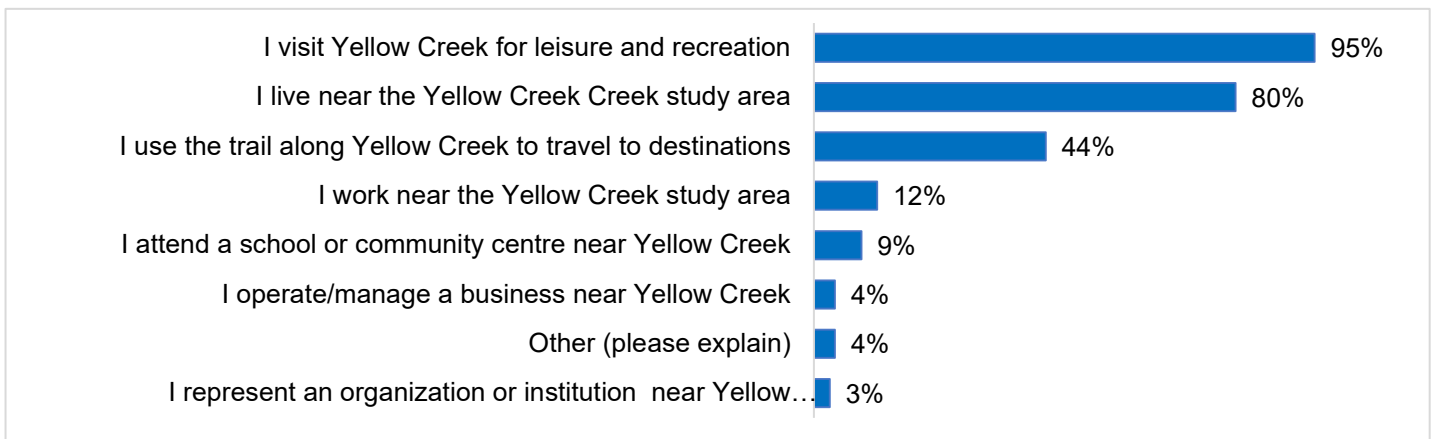 I visit Yellow Creek for leisure and recreation 95%
I live near the Yellow Creek Creek study area 80%
I use the trail along Yellow Creek to travel to destinations 44%
I work near the Yellow Creek study area 12%
I attend a school or community centre near Yellow Creek 9%
I operate/manage a business near Yellow Creek 4%
Other (please explain) 4%
I represent an organization or institution  near Yellow… 3%